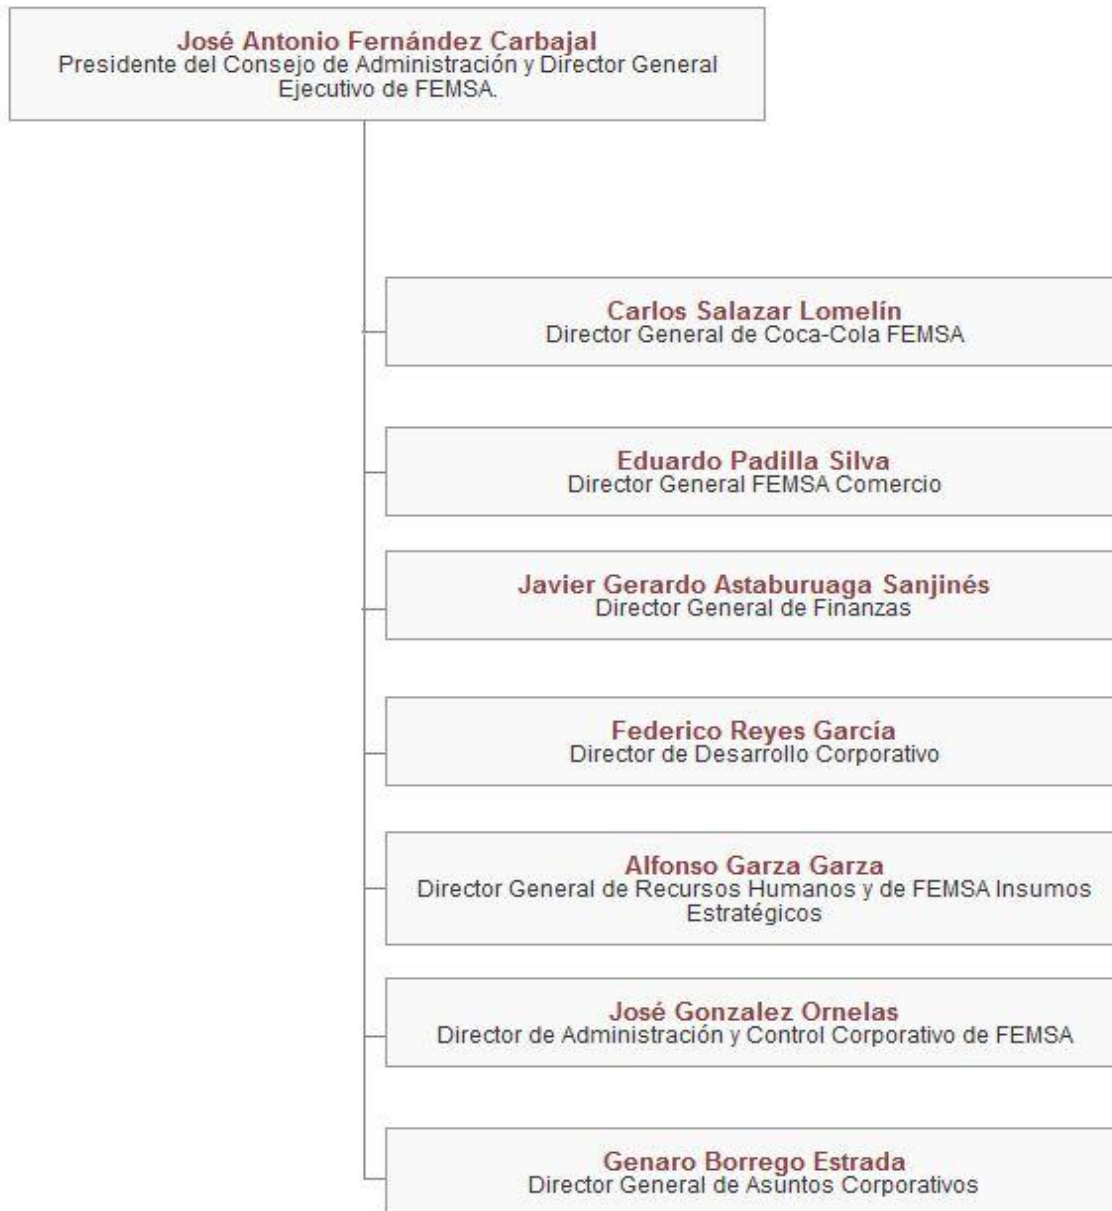 José Antonio Fernández Carbajal
Presidente del Consejo de Administración y Director General
Ejecutivo de FEMSA.
Carlos Salazar Lomelín
Director General de Coca-Cola FEMSA
Eduardo Padilla Silva
Director General FEMSA Comercio
Javier Gerardo Astaburuaga Sanjinés
Director General de Finanzas
Federico Reyes García
Director de Desarrollo Corporativo
Alfonso Garza Garza
Director General de Recursos Humanos y de FEMSA Insumos
Estratégicos
José Gonzalez Ornelas
Director de Administración y Control Corporativo de FEMSA
Genaro Borrego Estrada
Director General de Asuntos Corporativos